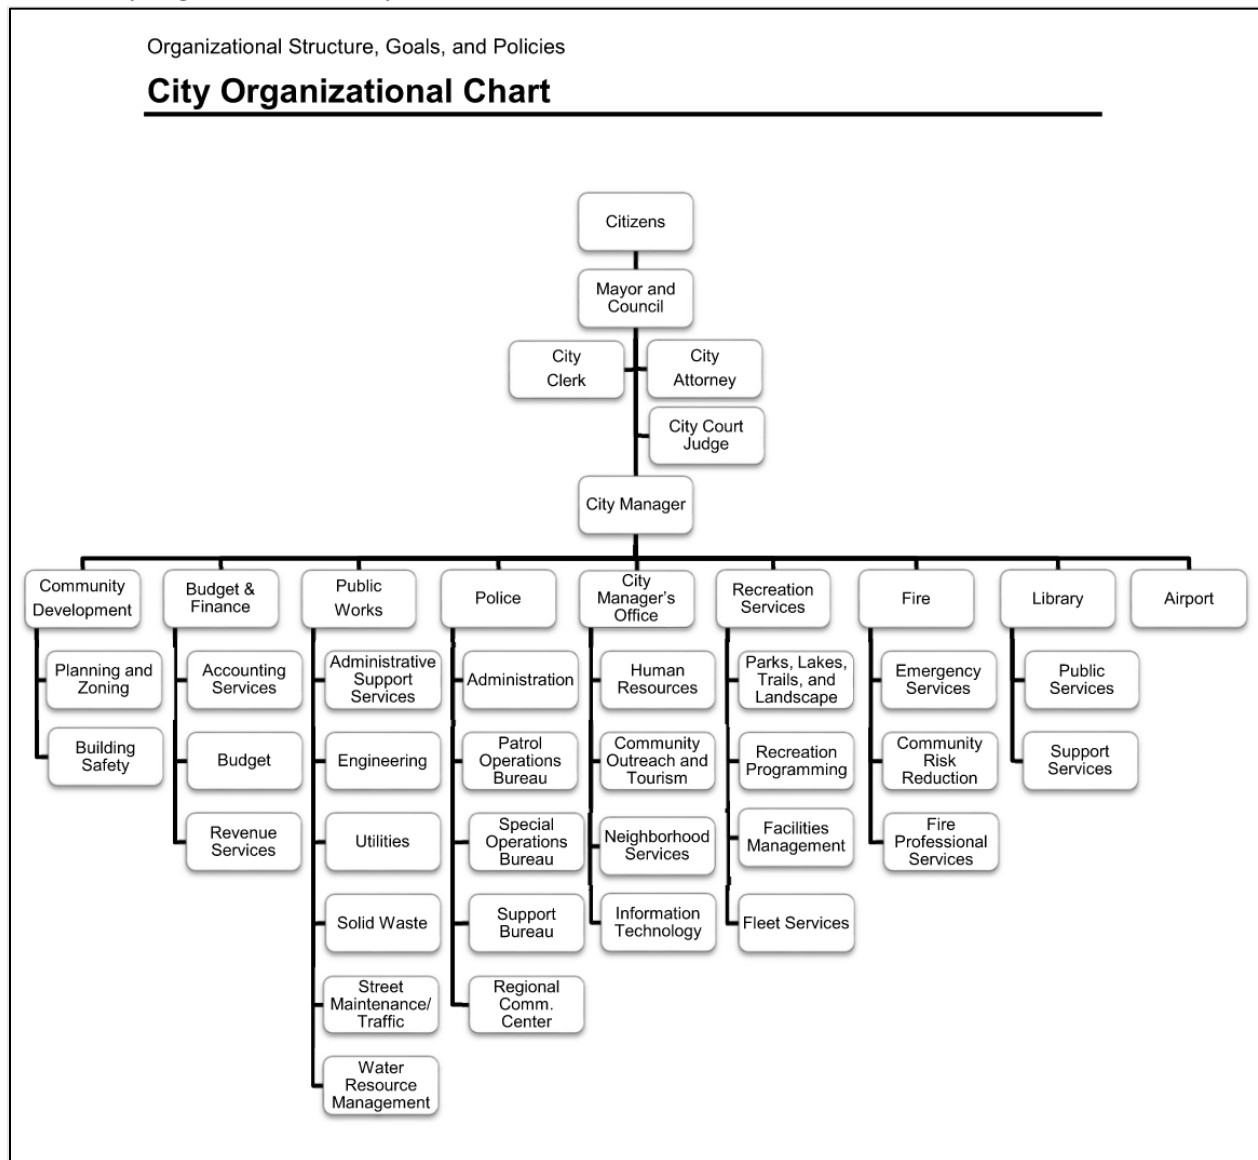 Organizational Structure, Goals, and Policies
City Organizational Chart
Citizens
Mayor and
Council
City
Clerk
City
Attorney
City Court
Judge
City Manager
Community
Development
Budget &
Finance
Public
Works
Police
City
Manager's
Office
Recreation
Services
Fire
Library
Airport
Planning and
Zoning
Building
Safety
Accounting
Services
Budget
Revenue
Services
Administrative
Support
Services
Engineering
Utilities
Solid Waste
Street
Maintenance/
Traffic
Water
Resource
Management
Administration
Patrol
Operations
Bureau
Special
Operations
Bureau
Support
Bureau
Regional
Comm.
Center
Human
Resources
Community
Outreach and
Tourism
Neighborhood
Services
Information
Technology
Parks, Lakes,
Trails, and
Landscape
Recreation
Programming
Facilities
Management
Fleet Services
Emergency
Services
Community
Risk
Reduction
Fire
Professional
Services
Public
Services
Support
Services